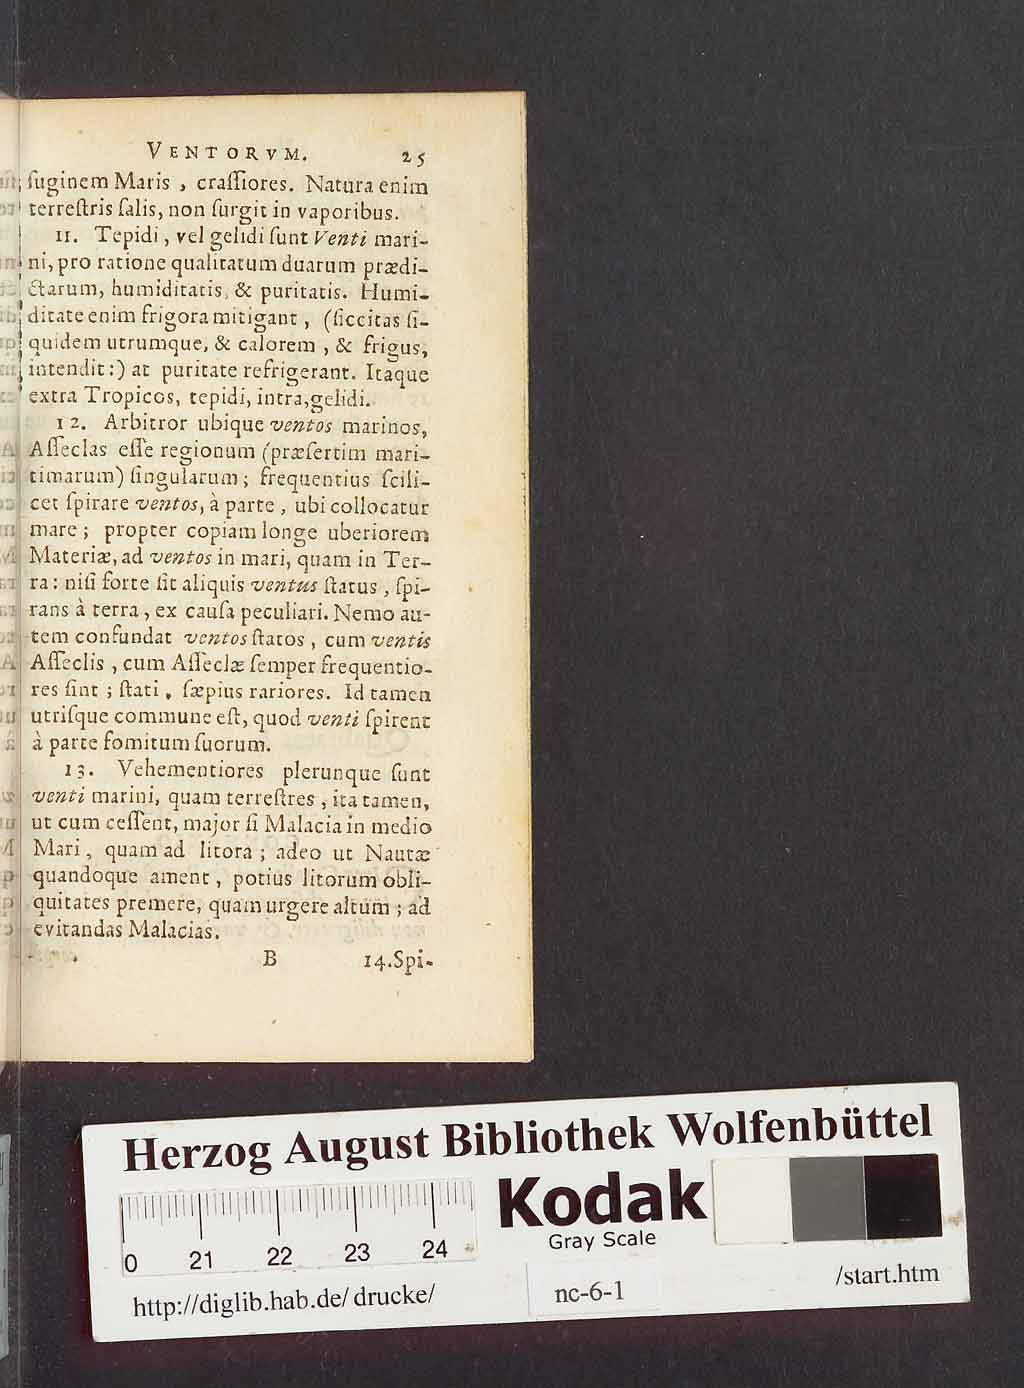 VENTORVM. 25
ſuginem Maris, craſſiores. Natura enim
terreſtris ſalis, non ſurgit in vaporibus.
11. Tepidi, vel gelidi ſunt Venti mari-
ni, pro ratione qualitatum duarum prædi-
ctarum, humiditatis, & puritatis. Humi-
ditate enim frigora mitigant, (ſiccitas ſi-
quidem utrumque, & calorem, & frigus,
intendit:) at puritate refrigerant. Itaque
extra Tropicos, tepidi, intra, gelidi.
12. Arbitror ubique ventos marinos,
Aſſeclas eſſe regionum (præſertim mari-
timarum) ſingularum; frequentius ſcili-
cet ſpirare ventos, à parte, ubi collocatur
mare; propter copiam longe uberiorem
Materiæ, ad ventos in mari, quam in Ter-
ra: niſi forte ſit aliquis ventus ſtatus, ſpi-
rans à terra, ex cauſa peculiari. Nemo au-
tem confundat ventos ſtatos, cum ventis
Aſſeclis, cum Aſſeclæ ſemper frequentio-
res ſint; ſtati, ſæpius rariores. Id tamen
utriſque commune eſt, quod venti ſpirent
à parte fomitum ſuorum.
13. Vehementiores plerunque ſunt
venti marini, quam terreſtres, ita tamen,
ut cum ceſſent, major ſi Malacia in medio
Mari, quam ad litora; adeo ut Nautæ
quandoque ament, potius litorum obli-
quitates premere, quam urgere altum; ad
evitandas Malacias.
B 14. Spi-
Herzog August Bibliothek Wolfenbüttel
Kodak
Gray Scale
0 21 22 23 24
http://diglib.hab.de/drucke/ nc-6-1 /start.htm